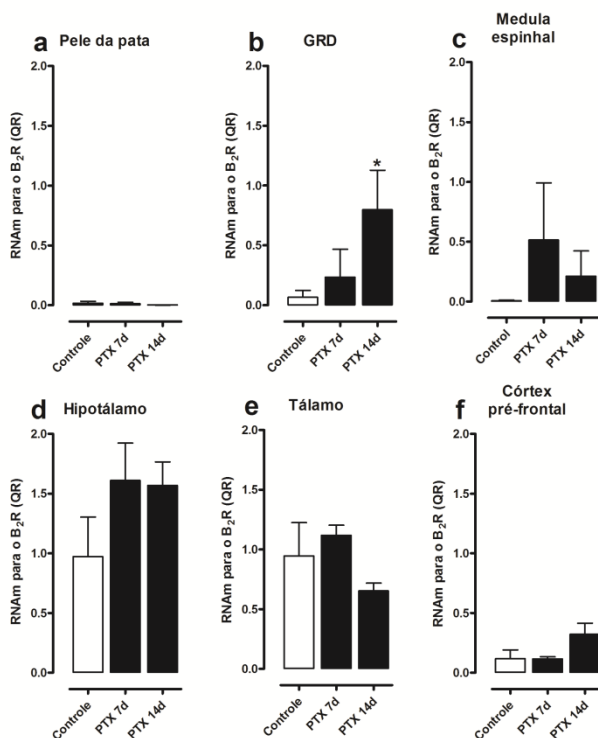 a Pele da pata
RNAm para o B₂R (QR)
2.0
1.5
1.0
0.5
0.0
Controle
PTX 7d
PTX 14d
b GRD
RNAm para o B₂R (QR)
2.0
1.5
1.0
0.5
0.0
*
Controle
PTX 7d
PTX 14d
c Medula
espinhal
RNAm para o B₂R (QR)
2.0
1.5
1.0
0.5
0.0
Control
PTX 7d
PTX 14d
d Hipotálamo
RNAm para o B₂R (QR)
2.0
1.5
1.0
0.5
0.0
Controle
PTX 7d
PTX 14d
e Tálamo
RNAm para o B₂R (QR)
2.0
1.5
1.0
0.5
0.0
Controle
PTX 7d
PTX 14d
f Córtex
pré-frontal
RNAm para o B₂R (QR)
2.0
1.5
1.0
0.5
0.0
Controle
PTX 7d
PTX 14d